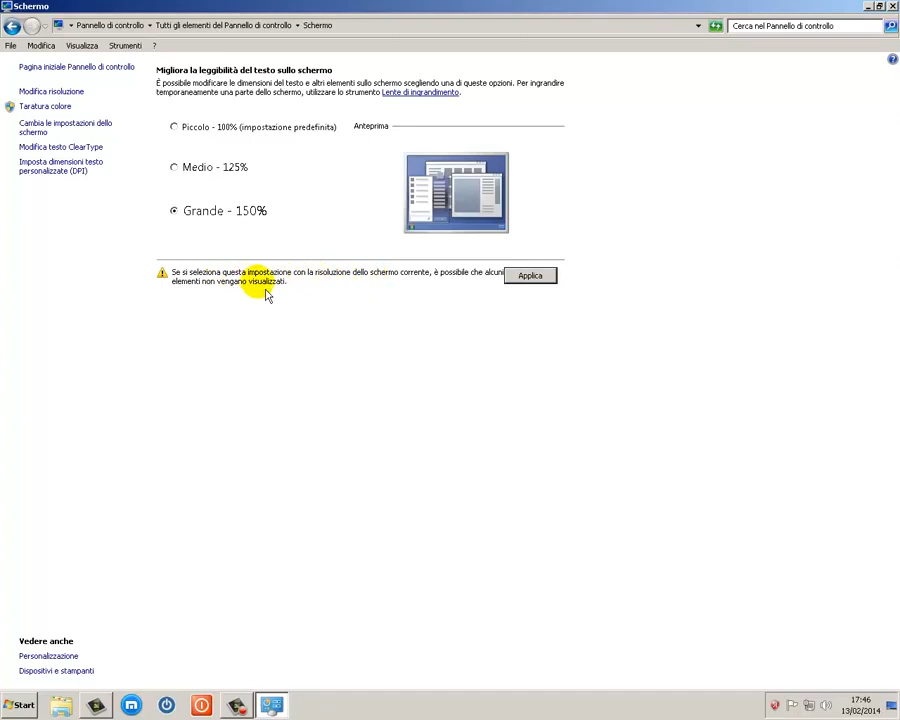 Schermo
Pannello di controllo Tutti gli elementi del Pannello di controllo Schermo
Cerca nel Pannello di controllo
File Modifica Visualizza Strumenti ?
Pagina iniziale Pannello di controllo
Modifica risoluzione
Taratura colore
Cambia le impostazioni dello
schermo
Modifica testo ClearType
Imposta dimensioni testo
personalizzate (DPI)
Migliora la leggibilità del testo sullo schermo
È possibile modificare le dimensioni del testo e altri elementi sullo schermo scegliendo una di queste opzioni. Per ingrandire
temporaneamente una parte dello schermo, utilizzare lo strumento Lente di ingrandimento.
Piccolo - 100% (impostazione predefinita)
Anteprima
Medio - 125%
Grande - 150%
Se si seleziona questa impostazione con la risoluzione dello schermo corrente, è possibile che alcuni
elementi non vengano visualizzati.
Applica
Vedere anche
Personalizzazione
Dispositivi e stampanti
Start
17:46
13/02/2014